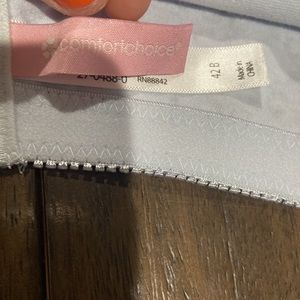 comfortchoice®
27-0488-0 RN88842
42 B
Made in
CHINA